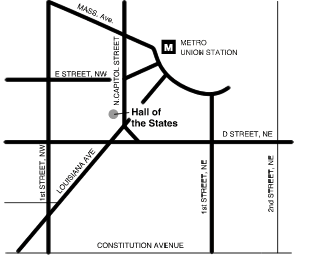 MASS. Ave.
M METRO
UNION STATION
N.CAPITOL STREET
E STREET, NW
Hall of
the States
D STREET, NE
1st STREET, NW
LOUISIANA AVE
1st STREET, NE
2nd STREET, NE
CONSTITUTION AVENUE